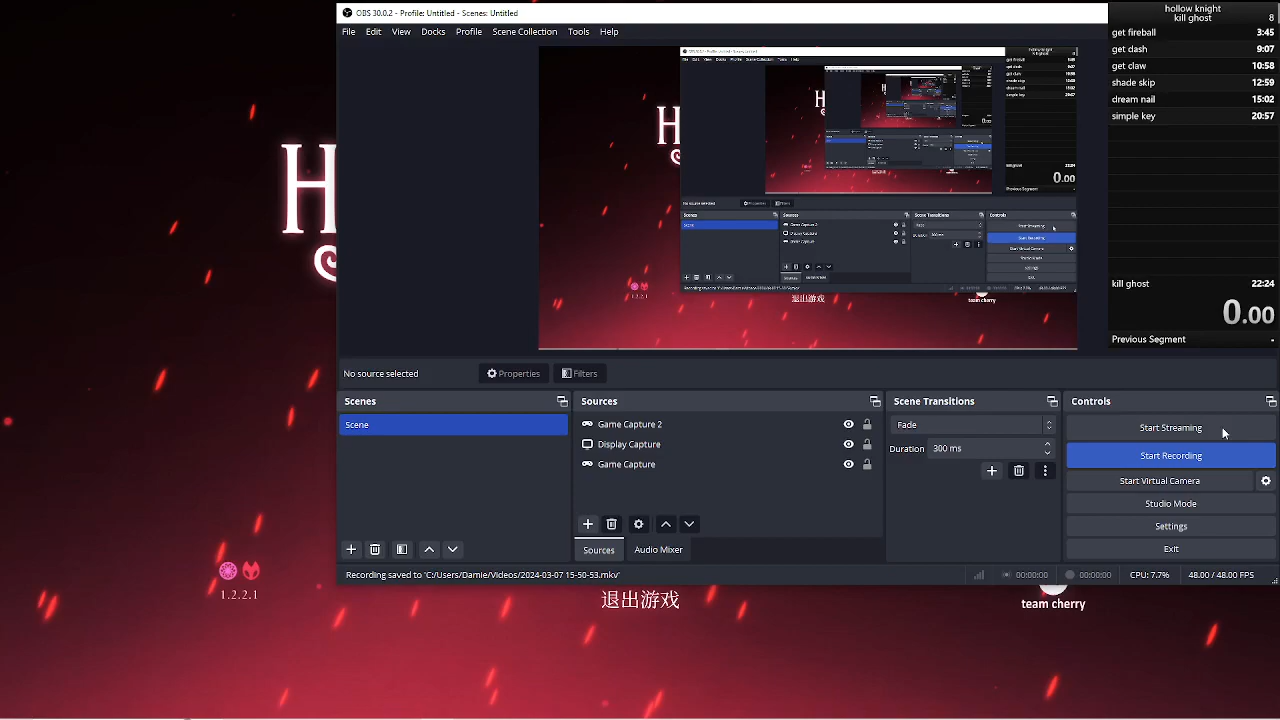 OBS 30.0.2 - Profile: Untitled - Scenes: Untitled
File Edit View Docks Profile Scene Collection Tools Help
hollow knight
kill ghost 8
get fireball 3:45
get dash 9:07
get claw 10:58
shade skip 12:59
dream nail 15:02
simple key 20:57
kill ghost
0.00
Previous Segment -
H
No source selected Properties Filters
Scenes
Scene
Sources
Game Capture 2
Display Capture
Game Capture
Sources Audio Mixer
Scene Transitions
Fade
Duration 300 ms
Controls
Start Streaming
Start Recording
Start Virtual Camera
Studio Mode
Settings
Exit
Recording saved to 'C:/Users/Damie/Videos/2024-03-07 15-50-53.mkv'
00:00:00 00:00:00 CPU: 7.7% 48.00 / 48.00 FPS
1.2.2.1
退出游戏
team cherry